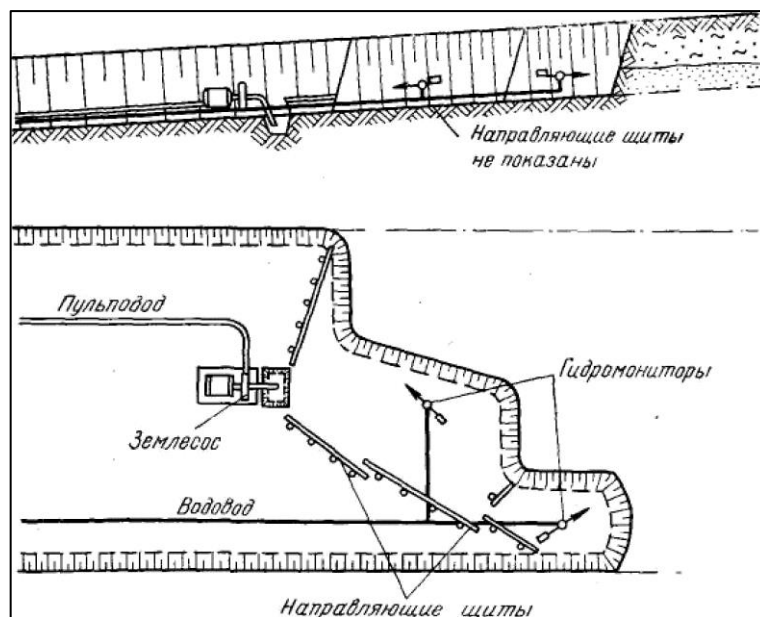 Направляющие щиты
не показаны
Пульповод
Гидромониторы
Землесос
Водовод
Направляющие щиты